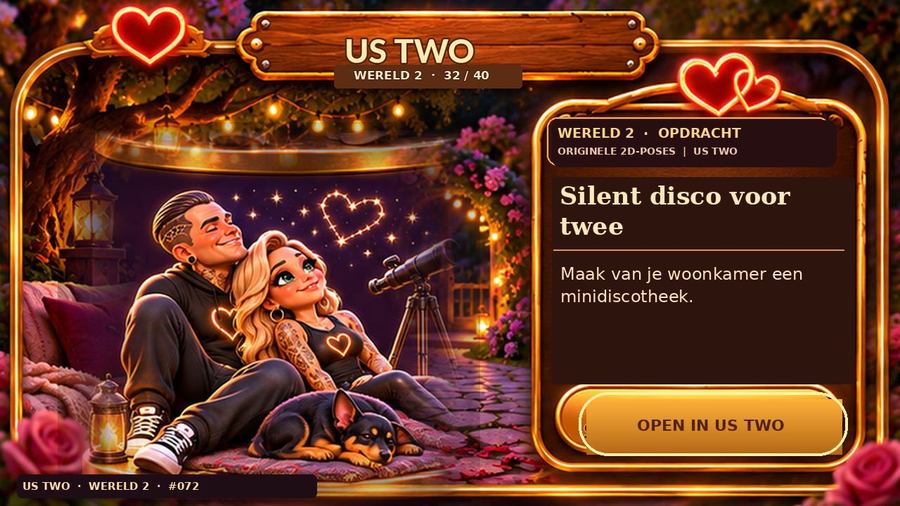 US TWO
WERELD 2 · 32 / 40
WERELD 2 · OPDRACHT
ORIGINELE 2D-POSES | US TWO
Silent disco voor
twee
Maak van je woonkamer een
minidiscotheek.
OPEN IN US TWO
US TWO · WERELD 2 · #072